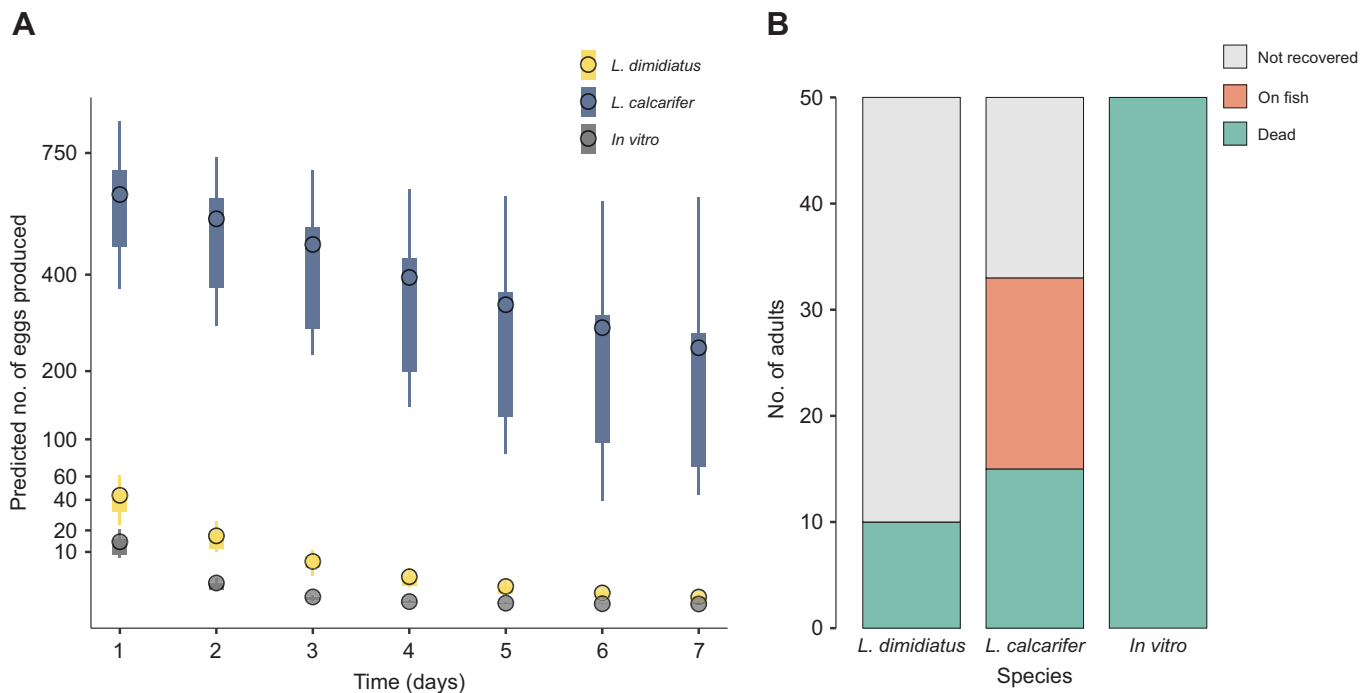 A
L. dimidiatus
L. calcarifer
In vitro
Predicted no. of eggs produced
750
400
200
100
60
40
20
10
1 2 3 4 5 6 7
Time (days)
B
Not recovered
On fish
Dead
No. of adults
50
40
30
20
10
0
L. dimidiatus L. calcarifer In vitro
Species